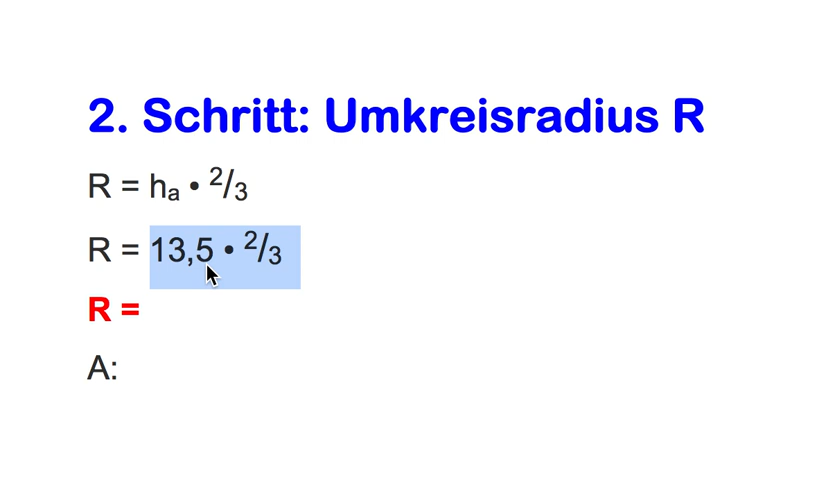 2. Schritt: Umkreisradius R
R = hₐ • ²/₃
R = 13,5 • ²/₃
R =
A: